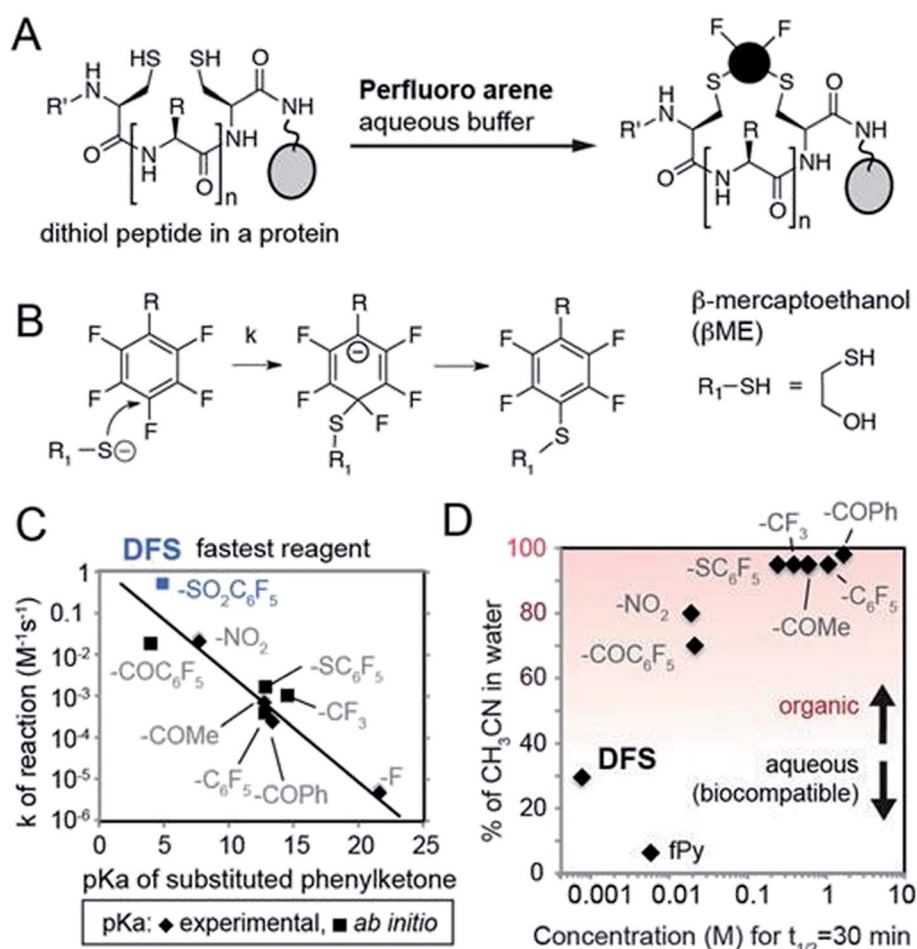 A
HS SH O
H
N
R'
R
NH
O
N
H
O
NH
n
dithiol peptide in a protein
Perfluoro arene
aqueous buffer
F F
S S
H
N
R'
O
R
O
NH
N
H
O
NH
n
B
R
F F
F F
F
R₁–S⊖
k
R
F F
⊖
F F
S F
R₁
R
F F
F F
S
R₁
β-mercaptoethanol
(βME)
R₁–SH =
SH
OH
C
DFS fastest reagent
k of reaction (M⁻¹s⁻¹)
1
0.1
10⁻²
10⁻³
10⁻⁴
10⁻⁵
10⁻⁶
-SO₂C₆F₅
-NO₂
-COC₆F₅
-SC₆F₅
-CF₃
-COMe
-C₆F₅
-COPh
-F
0 5 10 15 20 25
pKa of substituted phenylketone
pKa: ◆ experimental, ■ ab initio
D
% of CH₃CN in water
100
80
60
40
20
0
-CF₃
-COPh
-SC₆F₅
-C₆F₅
-COMe
-NO₂
-COC₆F₅
organic
aqueous
(biocompatible)
DFS
fPy
0.001 0.01 0.1 1 10
Concentration (M) for t₁/₂=30 min